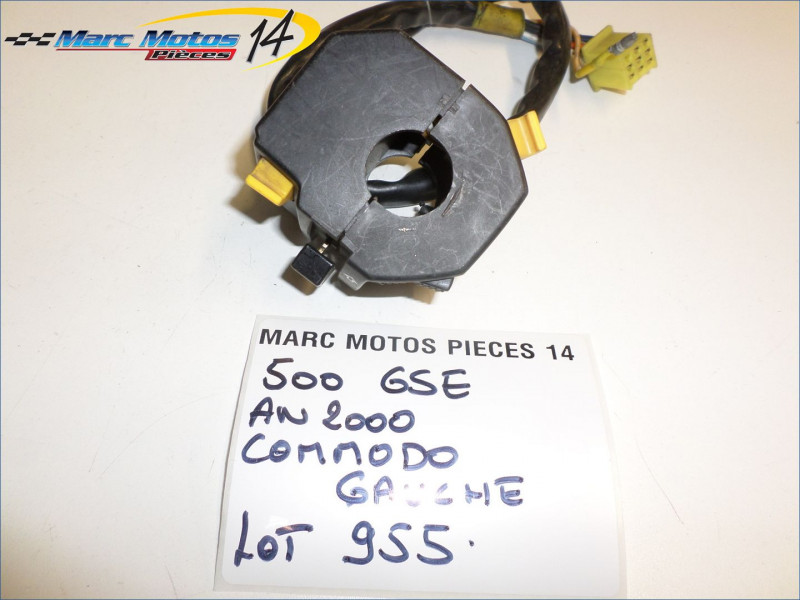 Marc Motos 14
Pièces
MARC MOTOS PIECES 14
500 GSE
AN 2000
COMMODO
GAUCHE
LOT 955.